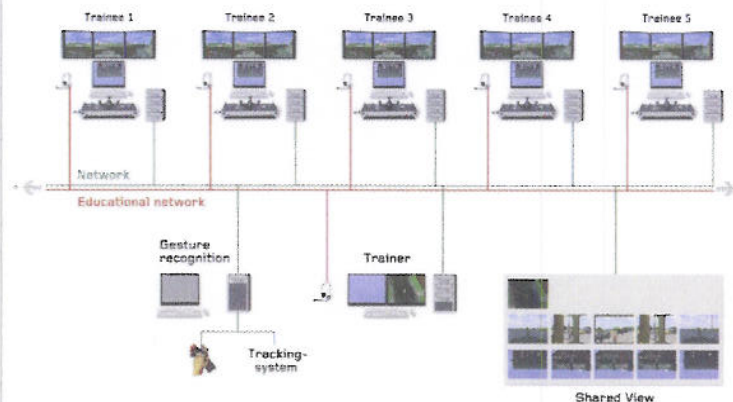 Trainee 1
Trainee 2
Trainee 3
Trainee 4
Trainee 5
Network
Educational network
Gesture
recognition
Trainer
Tracking-
system
Shared View